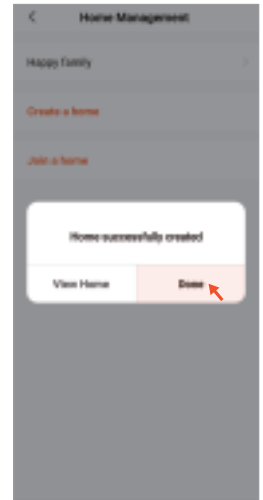 Home Management
Happy family
Create a home
Join a home
Home successfully created
View Home
Done